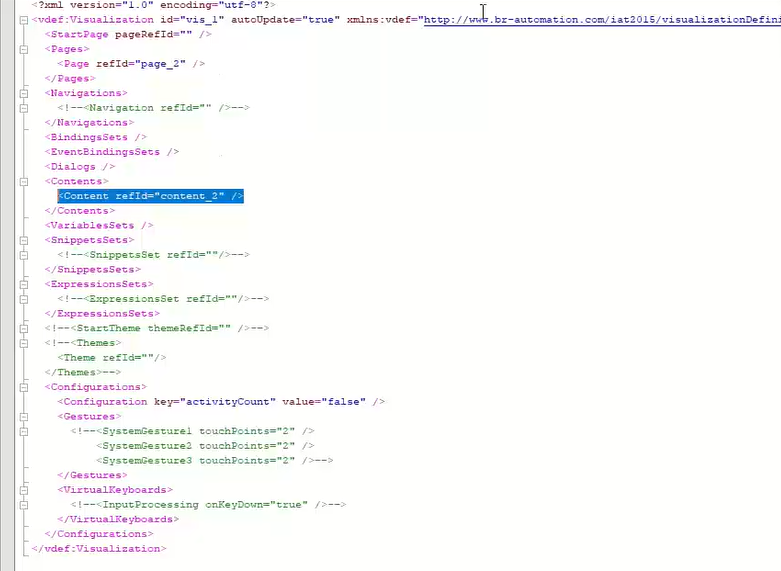 <?xml version="1.0" encoding="utf-8"?>
<vdef:Visualization id="vis_1" autoUpdate="true" xmlns:vdef="http://www.br-automation.com/iat2015/visualizationDefini
<StartPage pageRefId="" />
<Pages>
<Page refId="page_2" />
</Pages>
<Navigations>
<!--<Navigation refId="" />-->
</Navigations>
<BindingsSets />
<EventBindingsSets />
<Dialogs />
<Contents>
<Content refId="content_2" />
</Contents>
<VariablesSets />
<SnippetsSets>
<!--<SnippetsSet refId=""/>-->
</SnippetsSets>
<ExpressionsSets>
<!--<ExpressionsSet refId=""/>-->
</ExpressionsSets>
<!--<StartTheme themeRefId="" />-->
<!--<Themes>
<Theme refId=""/>
</Themes>-->
<Configurations>
<Configuration key="activityCount" value="false" />
<Gestures>
<!--<SystemGesture1 touchPoints="2" />
<SystemGesture2 touchPoints="2" />
<SystemGesture3 touchPoints="2" />-->
</Gestures>
<VirtualKeyboards>
<!--<InputProcessing onKeyDown="true" />-->
</VirtualKeyboards>
</Configurations>
</vdef:Visualization>